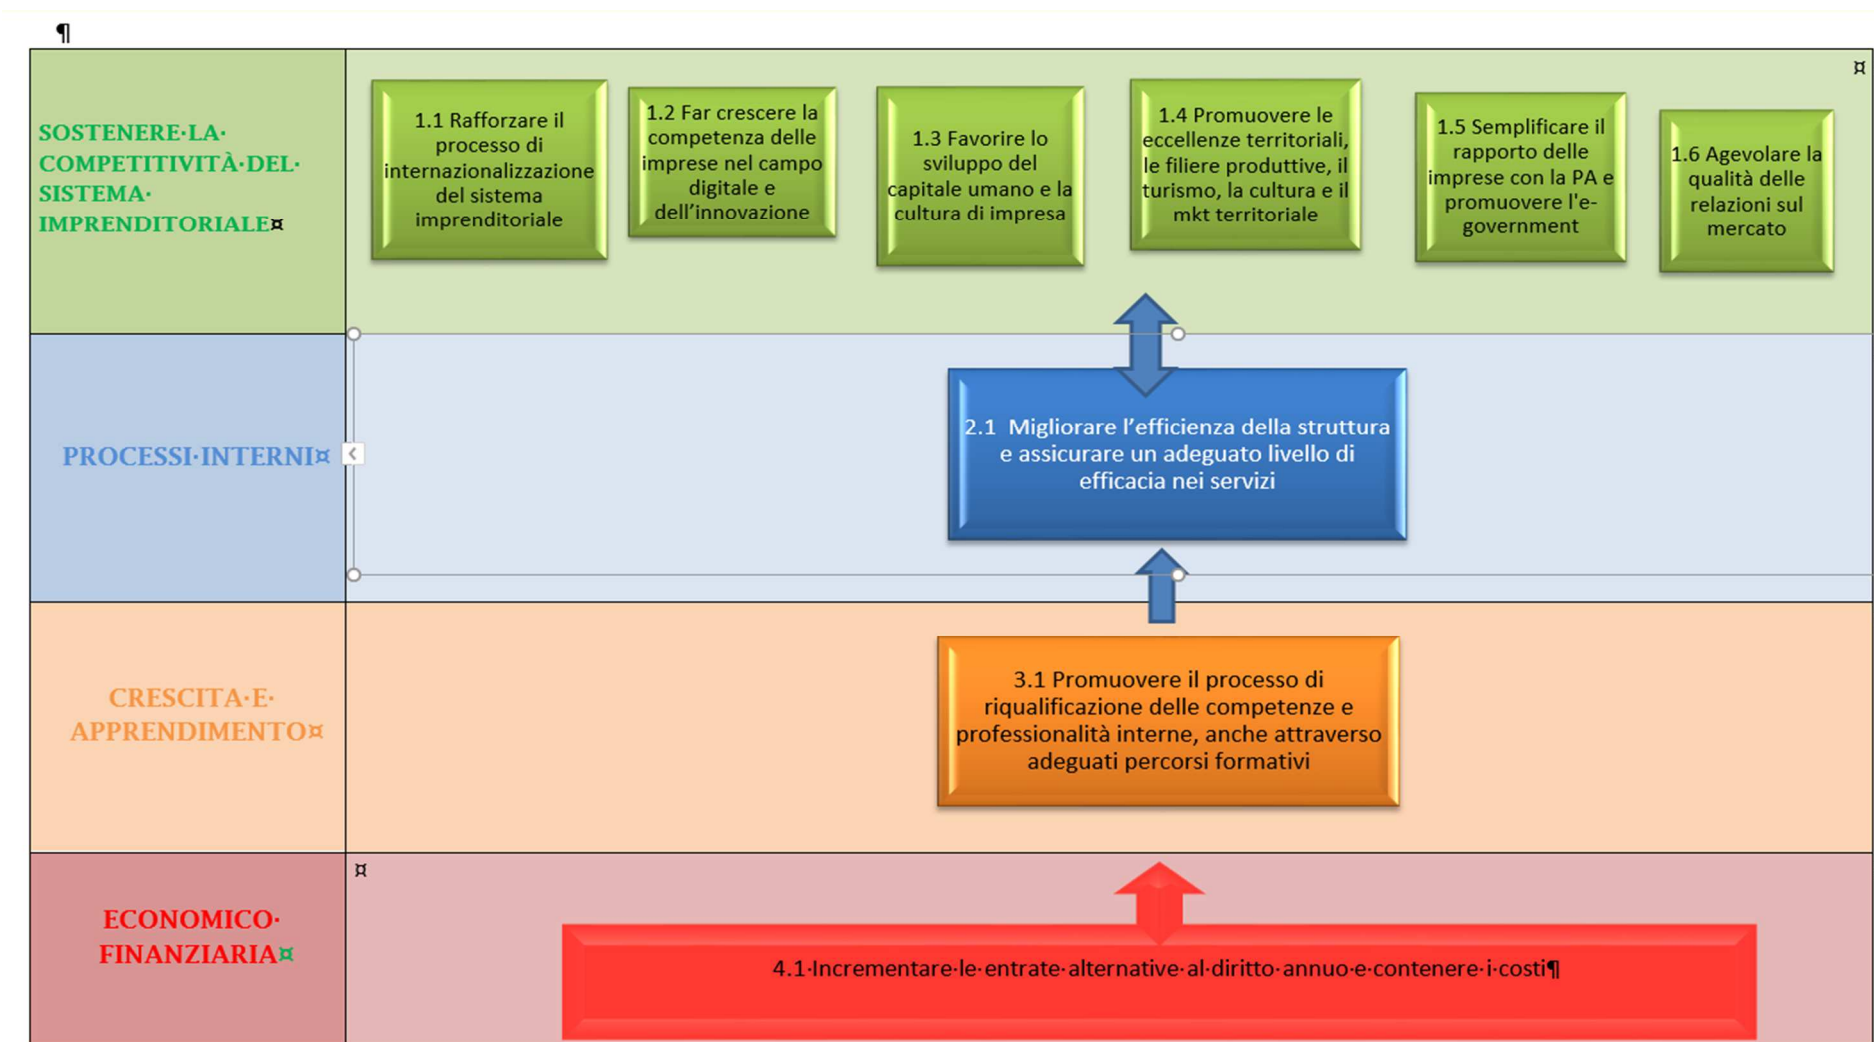 ¶
SOSTENERE·LA·
COMPETITIVITÀ·DEL·
SISTEMA·
IMPRENDITORIALE¤
¤
1.1 Rafforzare il
processo di
internazionalizzazione
del sistema
imprenditoriale
1.2 Far crescere la
competenza delle
imprese nel campo
digitale e
dell’innovazione
1.3 Favorire lo
sviluppo del
capitale umano e la
cultura di impresa
1.4 Promuovere le
eccellenze territoriali,
le filiere produttive, il
turismo, la cultura e il
mkt territoriale
1.5 Semplificare il
rapporto delle
imprese con la PA e
promuovere l'e-
government
1.6 Agevolare la
qualità delle
relazioni sul
mercato
PROCESSI·INTERNI¤
2.1 Migliorare l’efficienza della struttura
e assicurare un adeguato livello di
efficacia nei servizi
CRESCITA·E·
APPRENDIMENTO¤
3.1 Promuovere il processo di
riqualificazione delle competenze e
professionalità interne, anche attraverso
adeguati percorsi formativi
ECONOMICO·
FINANZIARIA¤
¤
4.1·Incrementare·le·entrate·alternative·al·diritto·annuo·e·contenere·i·costi¶